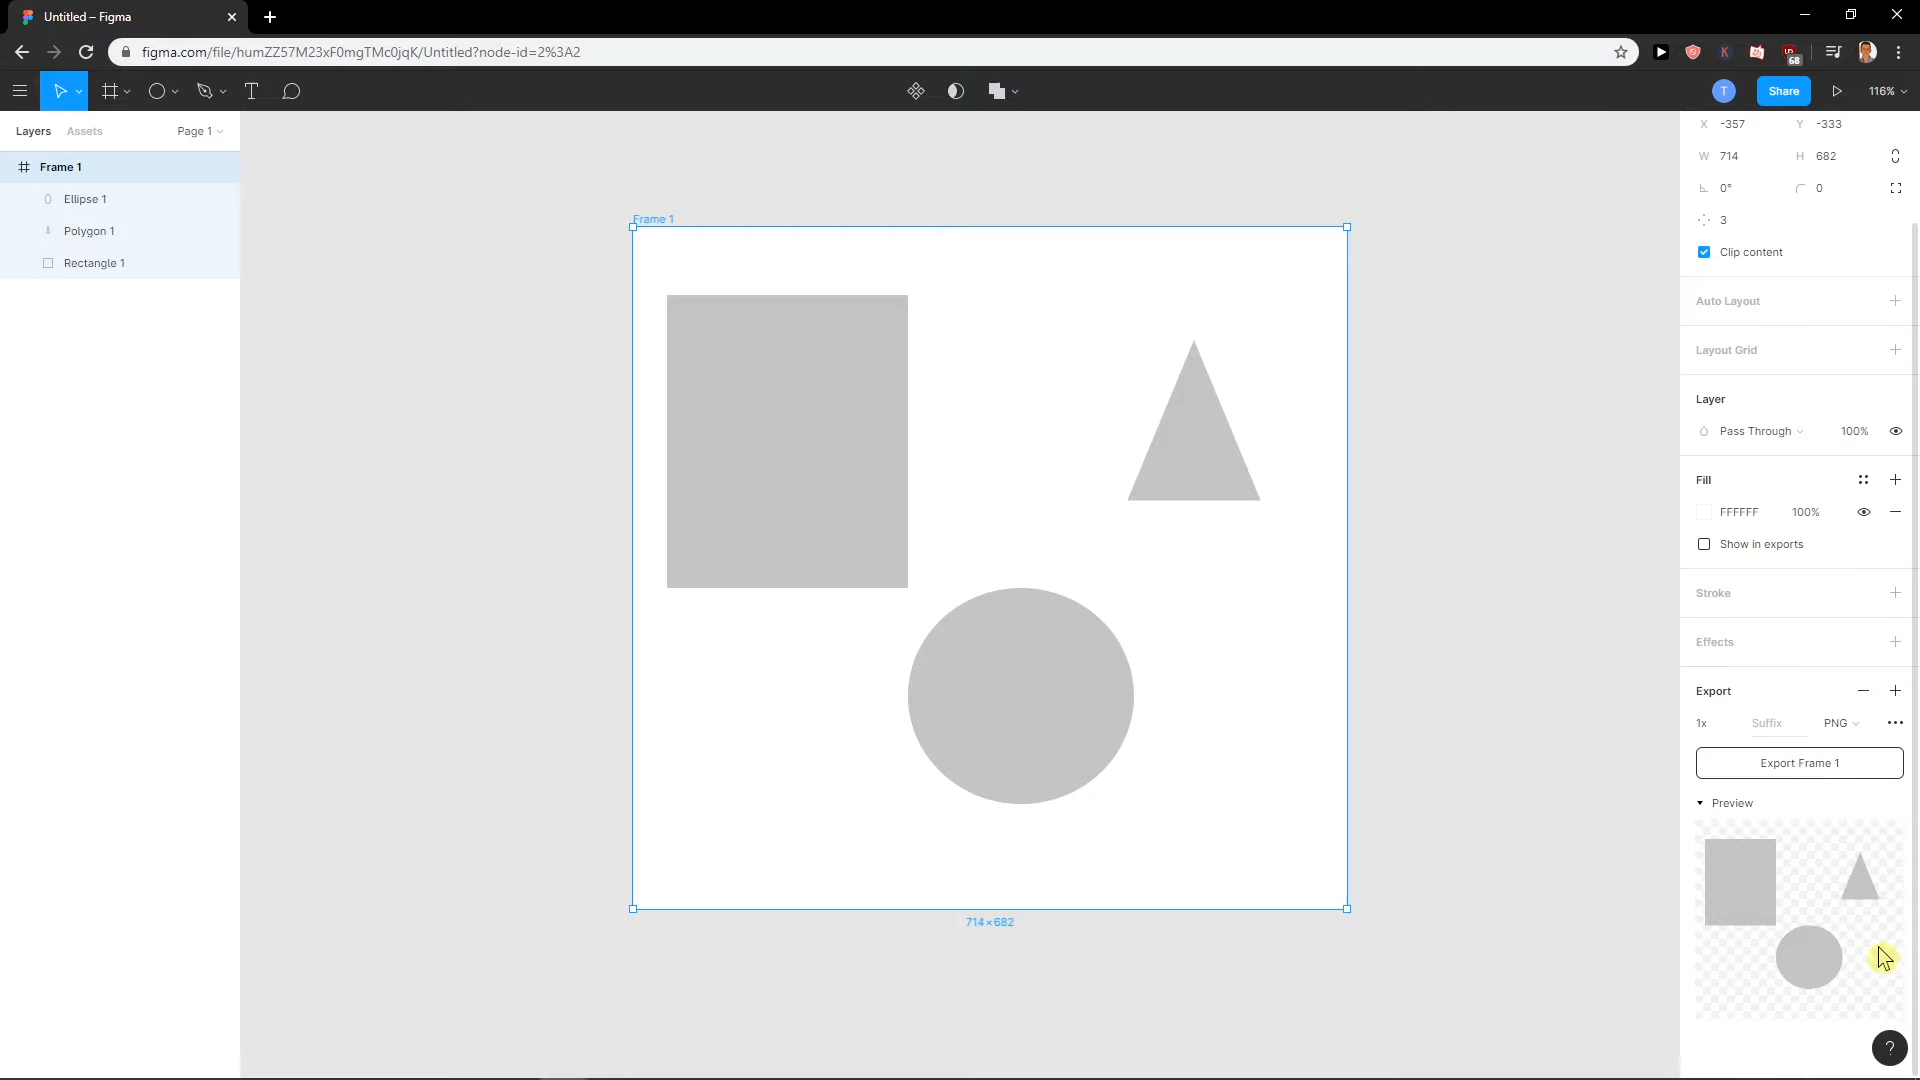 Untitled – Figma
figma.com/file/humZZ57M23xF0mgTMc0jqK/Untitled?node-id=2%3A2
K
68
T
Share
116%
Layers
Assets
Page 1
Frame 1
Ellipse 1
Polygon 1
Rectangle 1
Frame 1
714×682
X -357
Y -333
W 714
H 682
0°
0
3
Clip content
Auto Layout
Layout Grid
Layer
Pass Through
100%
Fill
FFFFFF
100%
Show in exports
Stroke
Effects
Export
1x
Suffix
PNG
Export Frame 1
Preview
?